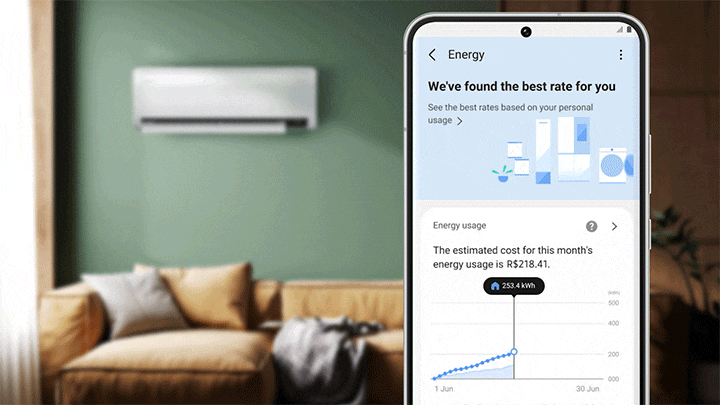 Energy
We've found the best rate for you
See the best rates based on your personal
usage >
Energy usage ? >
The estimated cost for this month's
energy usage is R$218.41.
253.4 kWh
(kWh)
500
400
200
000
1 Jun
30 Jun